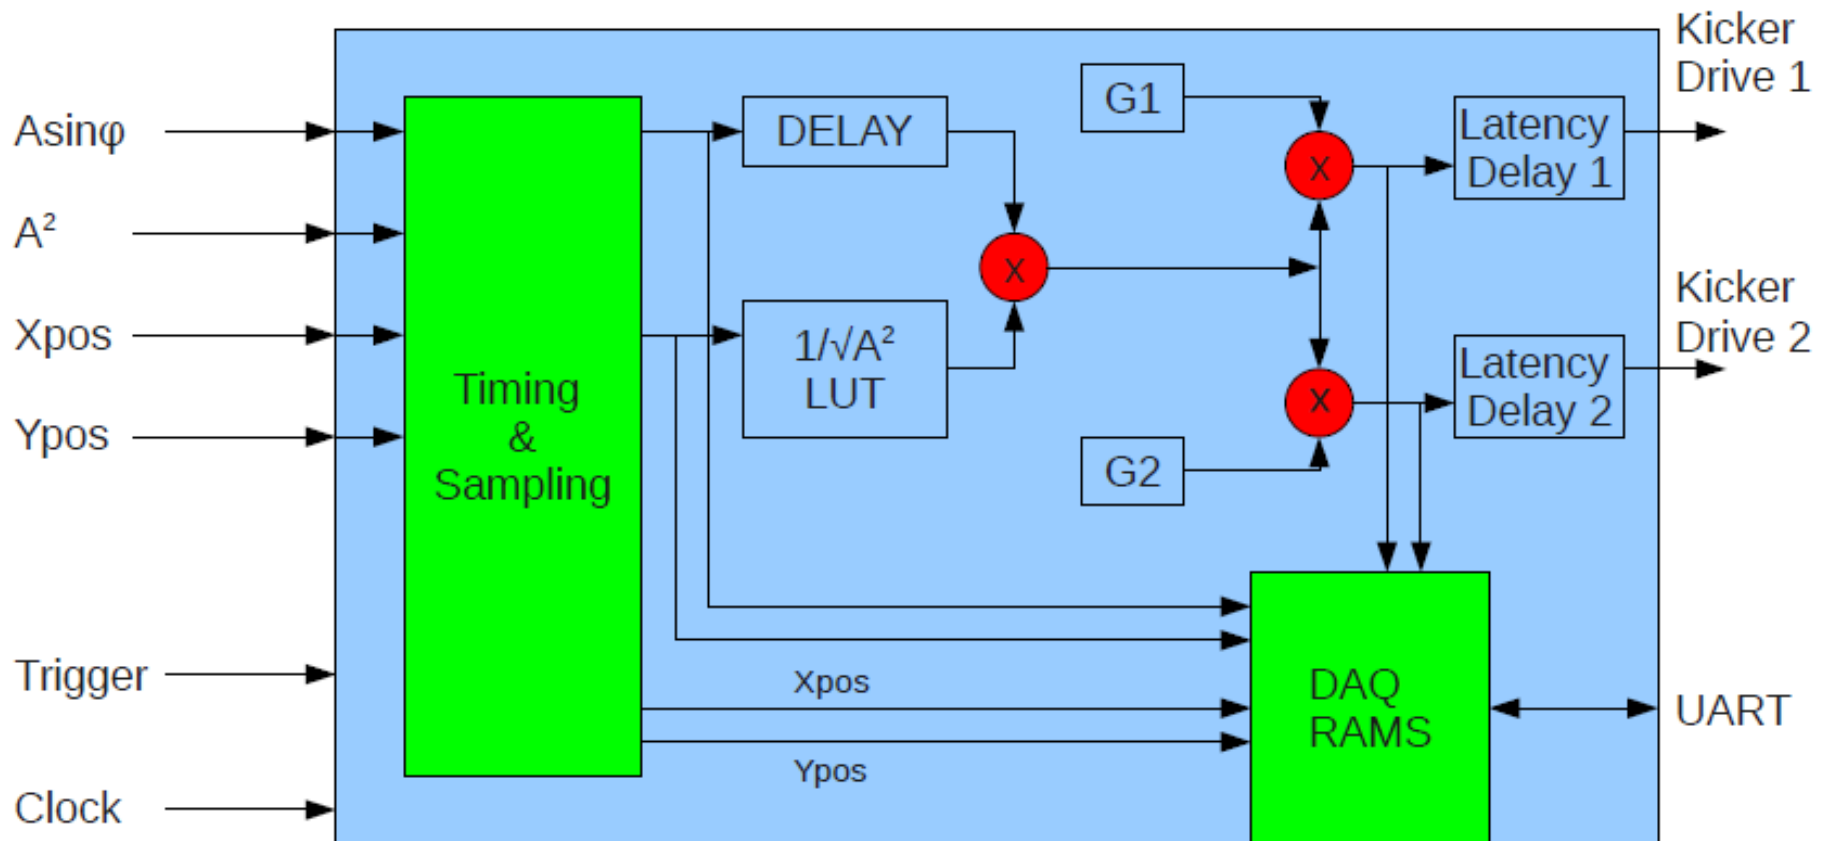 Kicker
Drive 1
Asinφ
DELAY
G1
X
Latency
Delay 1
A²
X
Xpos
1/√A²
LUT
Kicker
Drive 2
Ypos
Timing
&
Sampling
X
Latency
Delay 2
G2
Trigger
Xpos
DAQ
RAMS
UART
Ypos
Clock